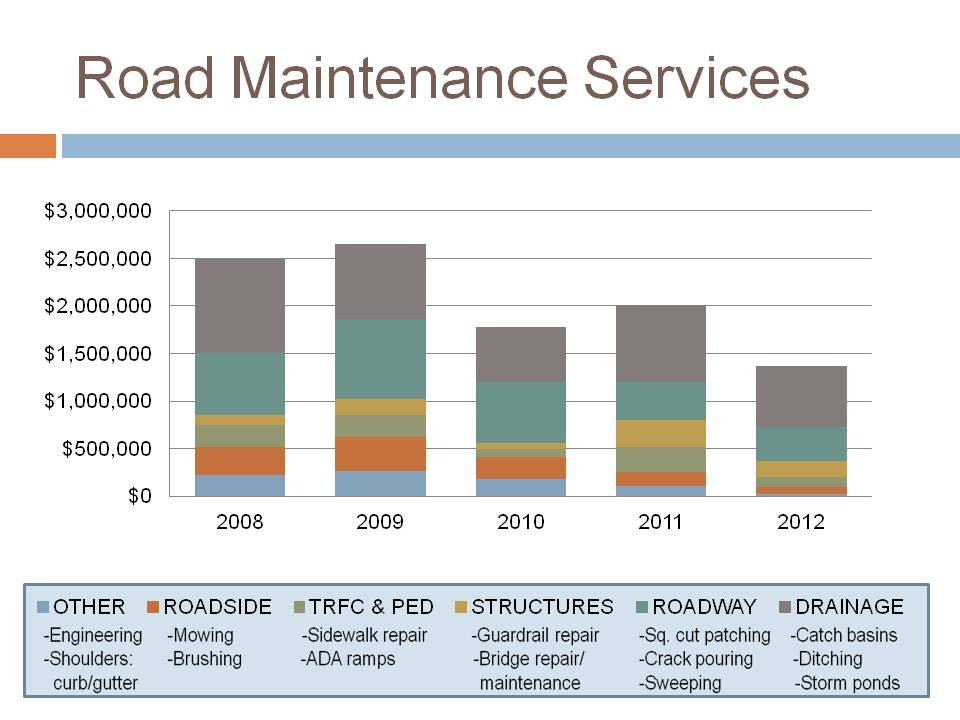 Road Maintenance Services
$3,000,000
$2,500,000
$2,000,000
$1,500,000
$1,000,000
$500,000
$0
2008 2009 2010 2011 2012
OTHER ROADSIDE TRFC & PED STRUCTURES ROADWAY DRAINAGE
-Engineering -Mowing -Sidewalk repair -Guardrail repair -Sq. cut patching -Catch basins
-Shoulders: -Brushing -ADA ramps -Bridge repair/ -Crack pouring -Ditching
curb/gutter maintenance -Sweeping -Storm ponds